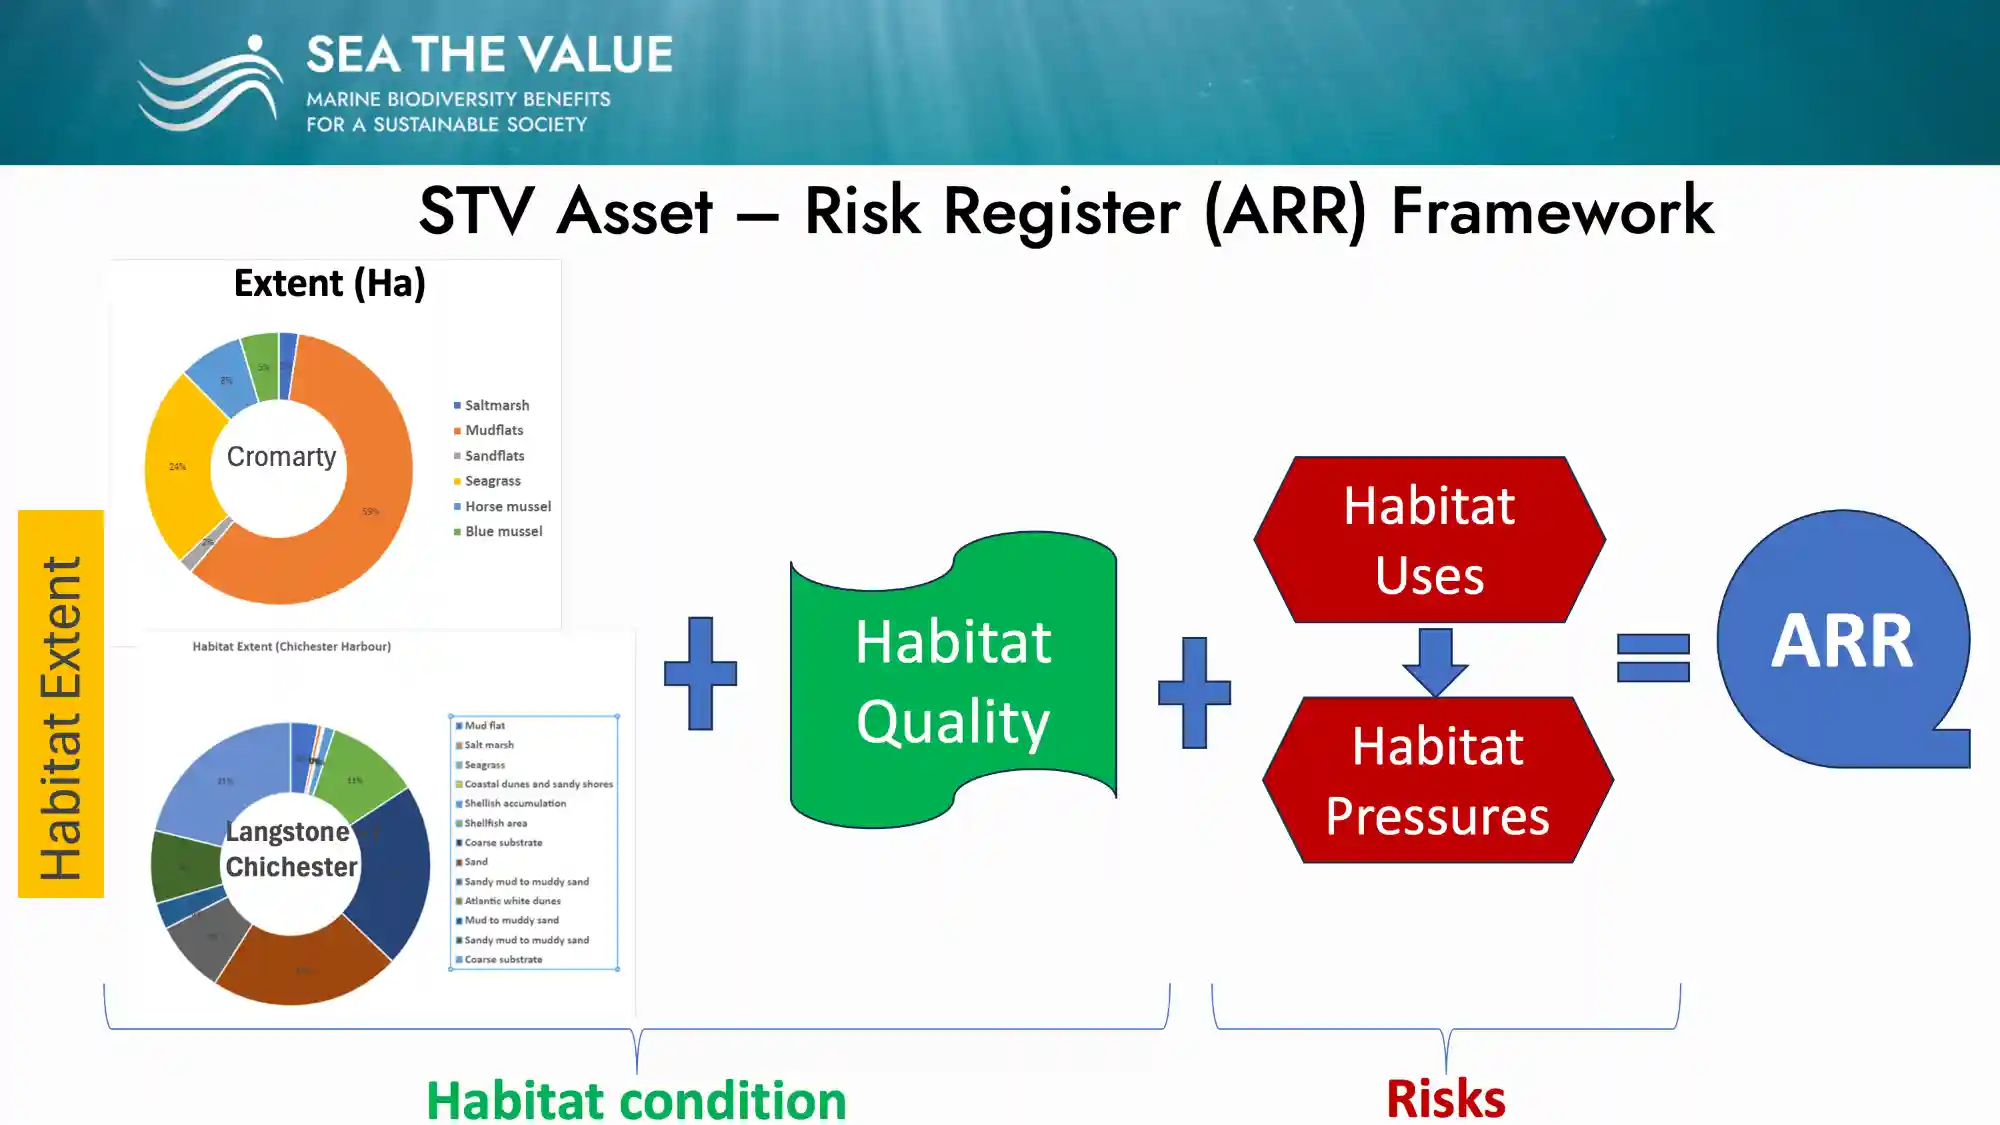 SEA THE VALUE
MARINE BIODIVERSITY BENEFITS
FOR A SUSTAINABLE SOCIETY
STV Asset – Risk Register (ARR) Framework
Extent (Ha)
5%
8%
24%
2%
59%
Cromarty
Saltmarsh
Mudflats
Sandflats
Seagrass
Horse mussel
Blue mussel
Habitat Extent
Habitat Extent (Chichester Harbour)
21%
11%
Langstone
Chichester
Mud flat
Salt marsh
Seagrass
Coastal dunes and sandy shores
Shellish accumulation
Shellfish area
Coarse substrate
Sand
Sandy mud to muddy sand
Atlantic white dunes
Mud to muddy sand
Sandy mud to muddy sand
Coarse substrate
Habitat
Quality
Habitat
Uses
Habitat
Pressures
ARR
Habitat condition
Risks